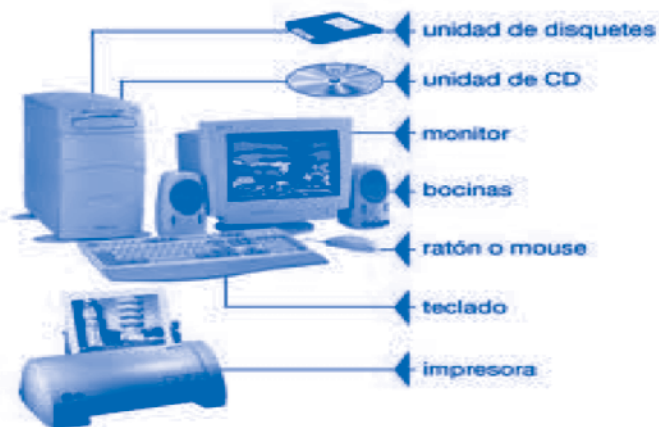 unidad de disquetes
unidad de CD
monitor
bocinas
ratón o mouse
teclado
impresora